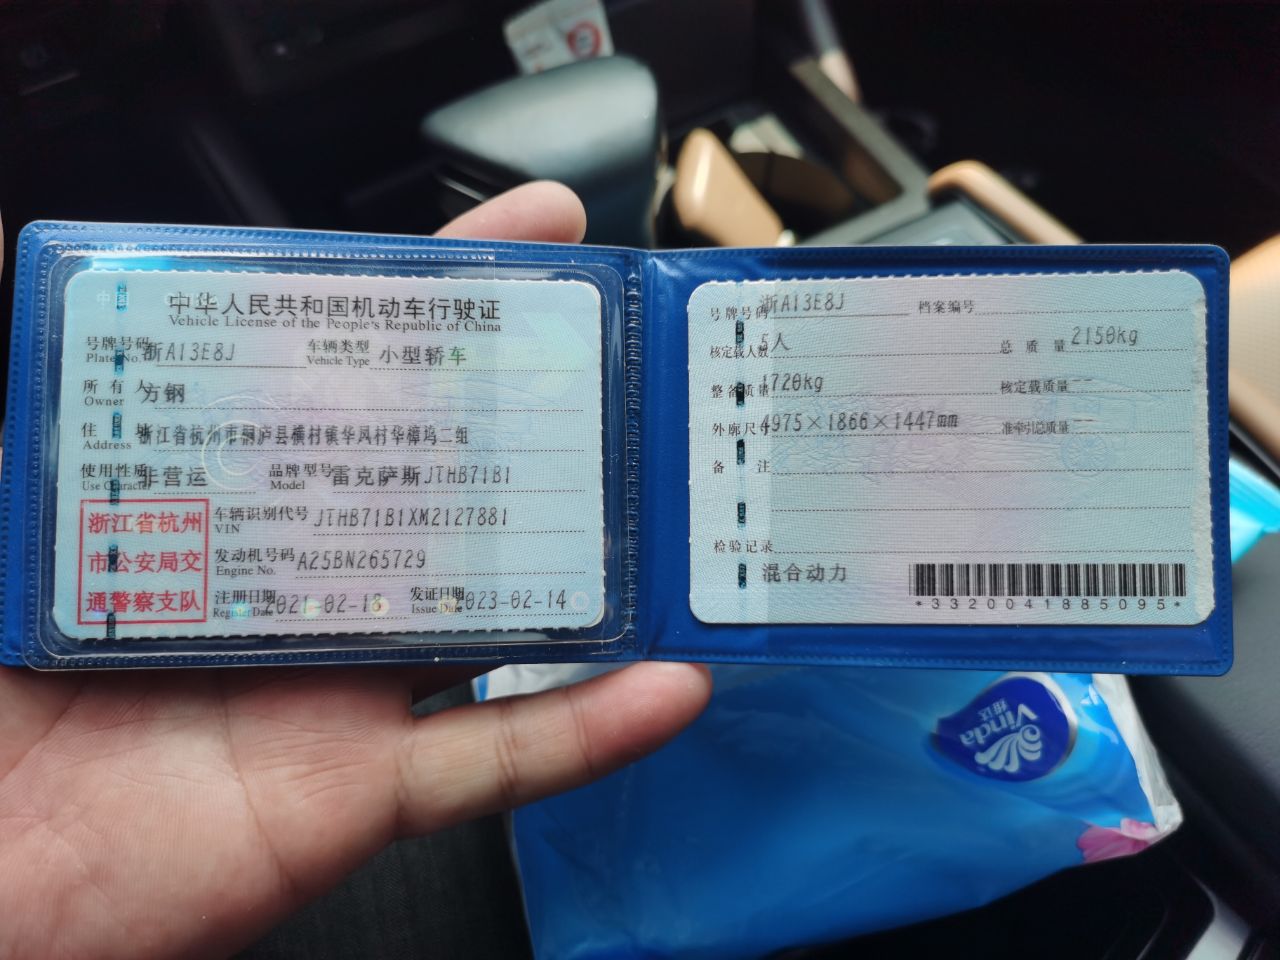 中华人民共和国机动车行驶证
Vehicle License of the People's Republic of China
号牌号码 浙A13E8J 车辆类型 小型轿车
Plate No. Vehicle Type
所有人 方钢
Owner
住址 浙江省杭州市桐庐县横村镇华凤村华樟坞二组
Address
使用性质 非营运 品牌型号 雷克萨斯JTHB71B1
Use Character Model
浙江省杭州
市公安局交
通警察支队
车辆识别代号 JTHB71B1XM2127881
VIN
发动机号码 A25BN265729
Engine No.
注册日期 2021-02-18 发证日期 2023-02-14
Register Date Issue Date
号牌号码 浙A13E8J 档案编号
核定载人数 5人 总质量 2150kg
整备质量 1720kg 核定载质量 --
外廓尺寸 4975×1866×1447mm 准牵引总质量 --
备注
检验记录
混合动力
*3320041885095*
Vinda
维达